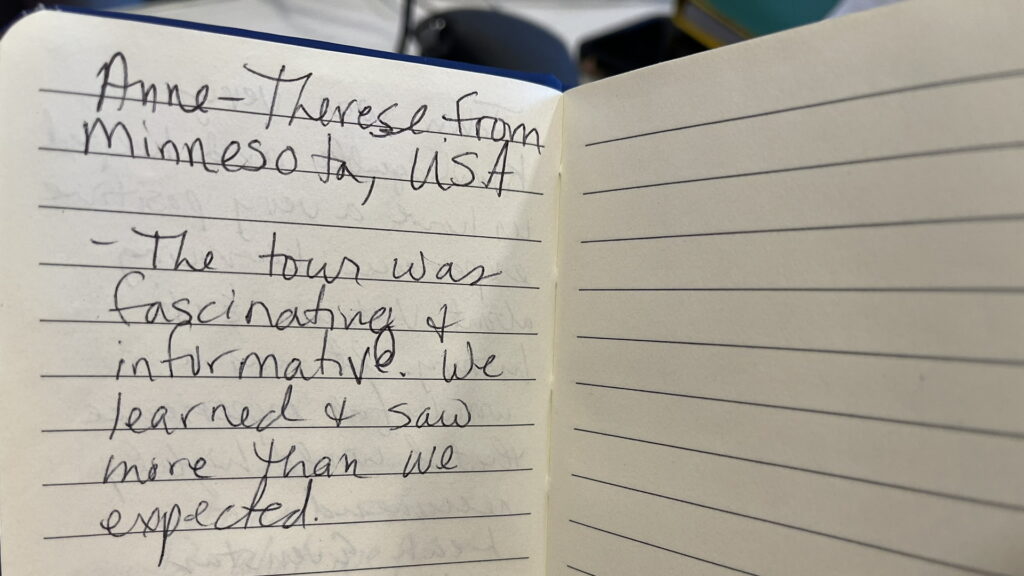 Anne-Therese from
Minnesota, USA
- The tour was
fascinating &
informative. We
learned & saw
more than we
expected.